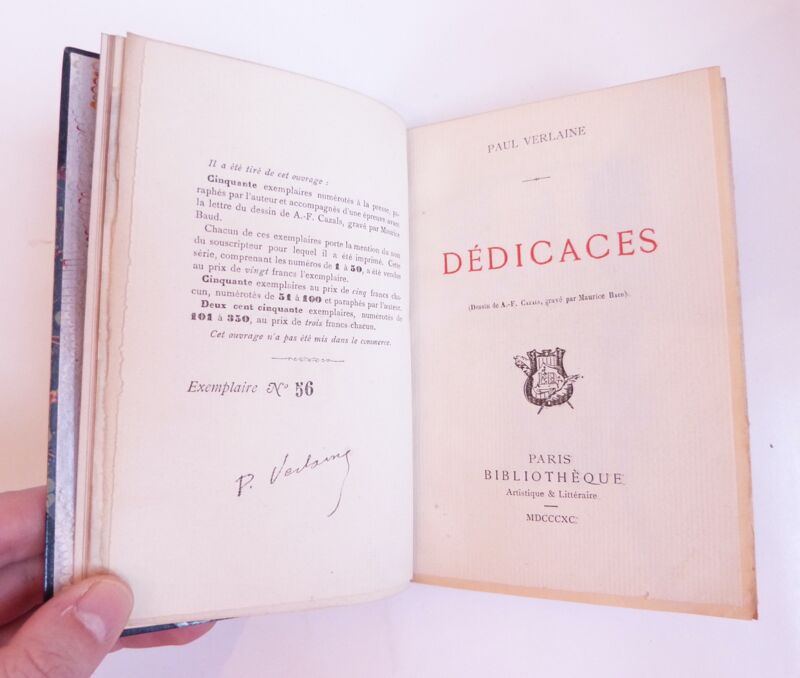 Il a été tiré de cet ouvrage :
Cinquante exemplaires numérotés à la presse, pa-
raphés par l'auteur et accompagnés d'une épreuve avant
la lettre du dessin de A.-F. Cazals, gravé par Maurice
Baud.
Chacun de ces exemplaires porte la mention du nom
du souscripteur pour lequel il a été imprimé. Cette
série, comprenant les numéros de 1 à 50, a été vendue
au prix de vingt francs l'exemplaire.
Cinquante exemplaires au prix de cinq francs cha-
cun, numérotés de 51 à 100 et paraphés par l'auteur.
Deux cent cinquante exemplaires, numérotés de
101 à 350, au prix de trois francs chacun.
Cet ouvrage n'a pas été mis dans le commerce.
Exemplaire No 56
P. Verlaine
PAUL VERLAINE
DÉDICACES
(Dessin de A.-F. Cazals, gravé par Maurice Baud).
PARIS
BIBLIOTHÈQUE
Artistique & Littéraire
MDCCCXC